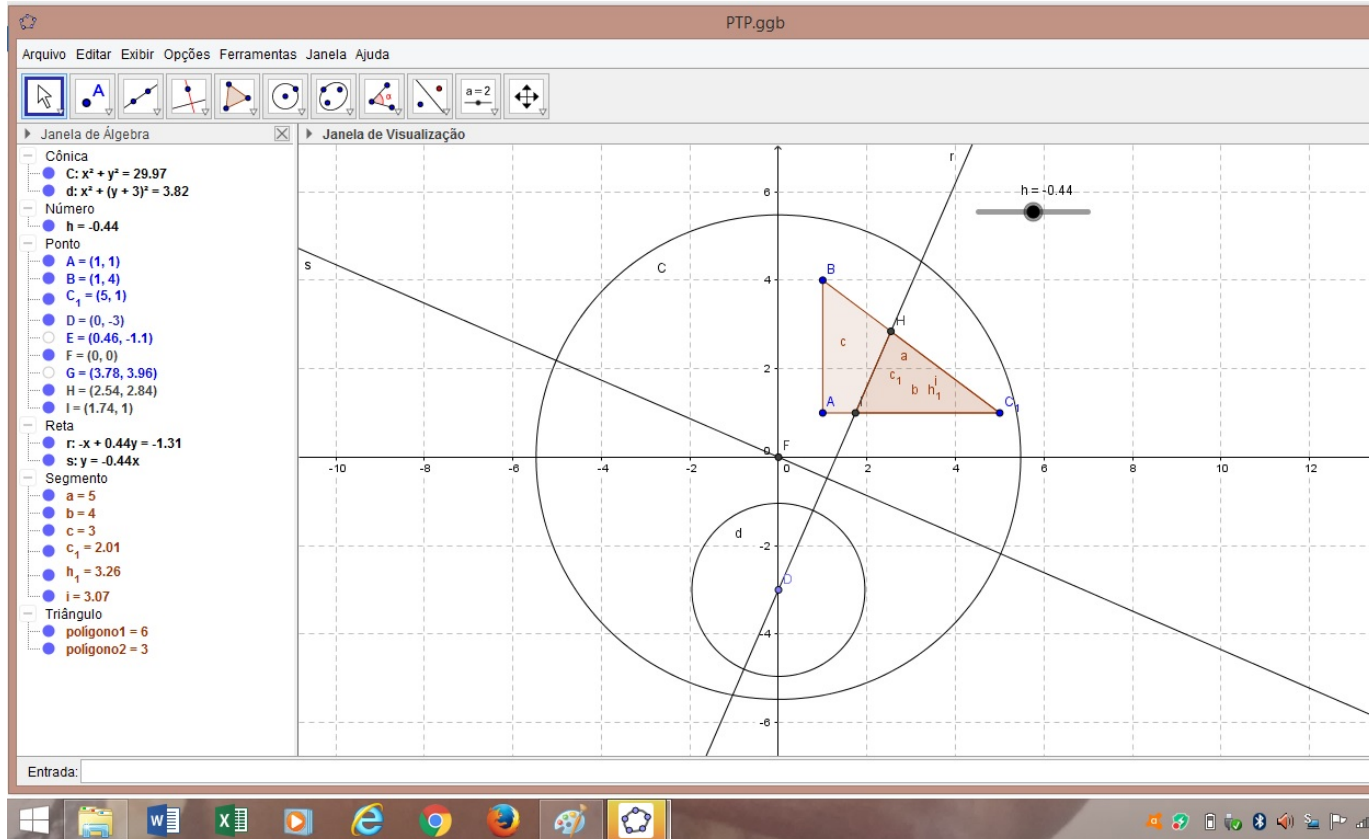 PTP.ggb
Arquivo Editar Exibir Opções Ferramentas Janela Ajuda
A
α
a = 2
Janela de Álgebra
Janela de Visualização
Cônica
C: x² + y² = 29.97
d: x² + (y + 3)² = 3.82
Número
h = -0.44
Ponto
A = (1, 1)
B = (1, 4)
C₁ = (5, 1)
D = (0, -3)
E = (0.46, -1.1)
F = (0, 0)
G = (3.78, 3.96)
H = (2.54, 2.84)
I = (1.74, 1)
Reta
r: -x + 0.44y = -1.31
s: y = -0.44x
Segmento
a = 5
b = 4
c = 3
c₁ = 2.01
h₁ = 3.26
i = 3.07
Triângulo
polígono1 = 6
polígono2 = 3
r
h = -0.44
6
s
C
B
4
H
c
a
2
c₁
i
b
h₁
A
I
C₁
F
0
-10
-8
-6
-4
-2
0
2
4
6
8
10
12
d
-2
D
-4
-6
Entrada: